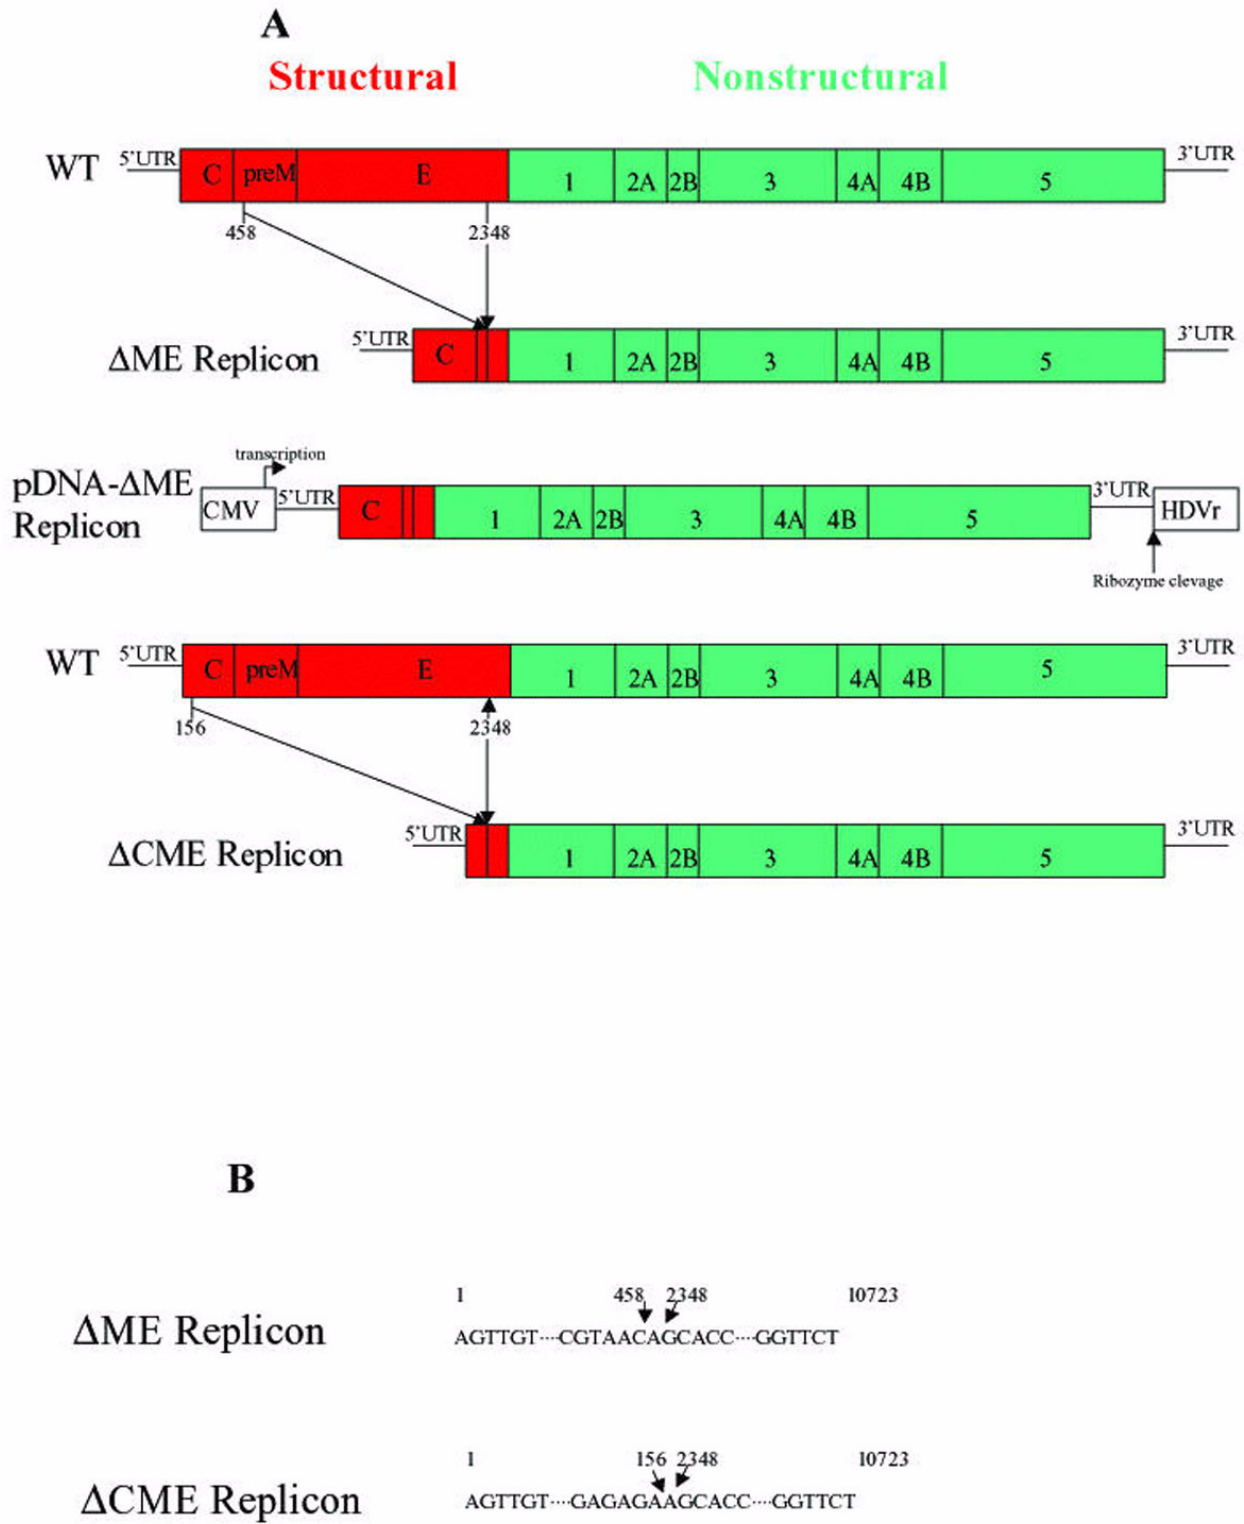 A
Structural Nonstructural
WT 5'UTR C preM E 1 2A 2B 3 4A 4B 5 3'UTR
458 2348
ΔME Replicon 5'UTR C 1 2A 2B 3 4A 4B 5 3'UTR
transcription
pDNA-ΔME
Replicon
CMV 5'UTR C 1 2A 2B 3 4A 4B 5 3'UTR HDVr
Ribozyme clevage
WT 5'UTR C preM E 1 2A 2B 3 4A 4B 5 3'UTR
156 2348
ΔCME Replicon 5'UTR 1 2A 2B 3 4A 4B 5 3'UTR
B
1 458 2348 10723
ΔME Replicon AGTTGT····CGTAACAGCACC····GGTTCT
1 156 2348 10723
ΔCME Replicon AGTTGT····GAGAGAAGCACC····GGTTCT